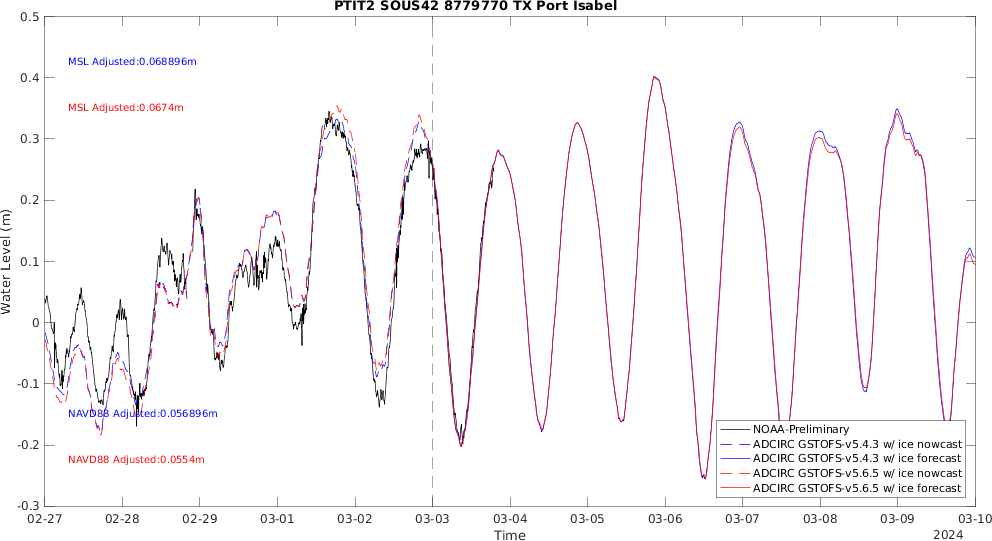 PTIT2 SOUS42 8779770 TX Port Isabel
0.5
0.4
0.3
0.2
0.1
0
-0.1
-0.2
-0.3
Water Level (m)
MSL Adjusted:0.068896m
MSL Adjusted:0.0674m
NAVD88 Adjusted:0.056896m
NAVD88 Adjusted:0.0554m
NOAA-Preliminary
ADCIRC GSTOFS-v5.4.3 w/ ice nowcast
ADCIRC GSTOFS-v5.4.3 w/ ice forecast
ADCIRC GSTOFS-v5.6.5 w/ ice nowcast
ADCIRC GSTOFS-v5.6.5 w/ ice forecast
02-27 02-28 02-29 03-01 03-02 03-03 03-04 03-05 03-06 03-07 03-08 03-09 03-10
Time
2024